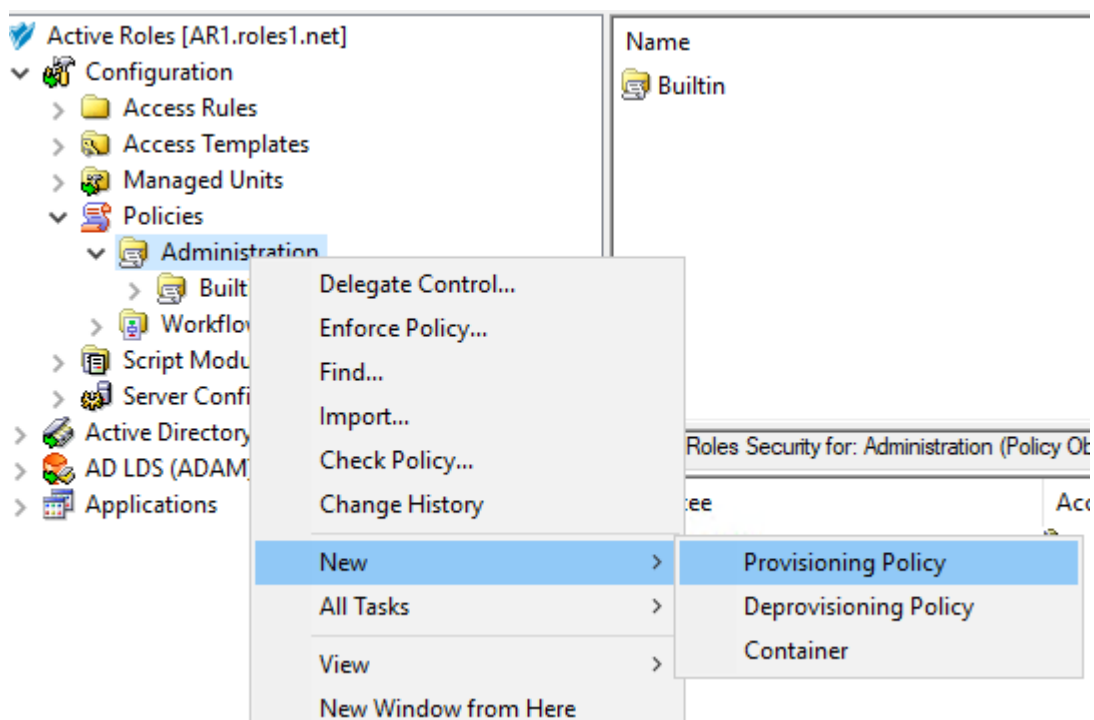 Active Roles [AR1.roles1.net]
Configuration
Access Rules
Access Templates
Managed Units
Policies
Administration
Built
Workflo
Script Modu
Server Confi
Active Directory
AD LDS (ADAM)
Applications
Name
Builtin
Delegate Control...
Enforce Policy...
Find...
Import...
Check Policy...
Change History
New
All Tasks
View
New Window from Here
Provisioning Policy
Deprovisioning Policy
Container
Roles Security for: Administration (Policy Ob
ee
Acc